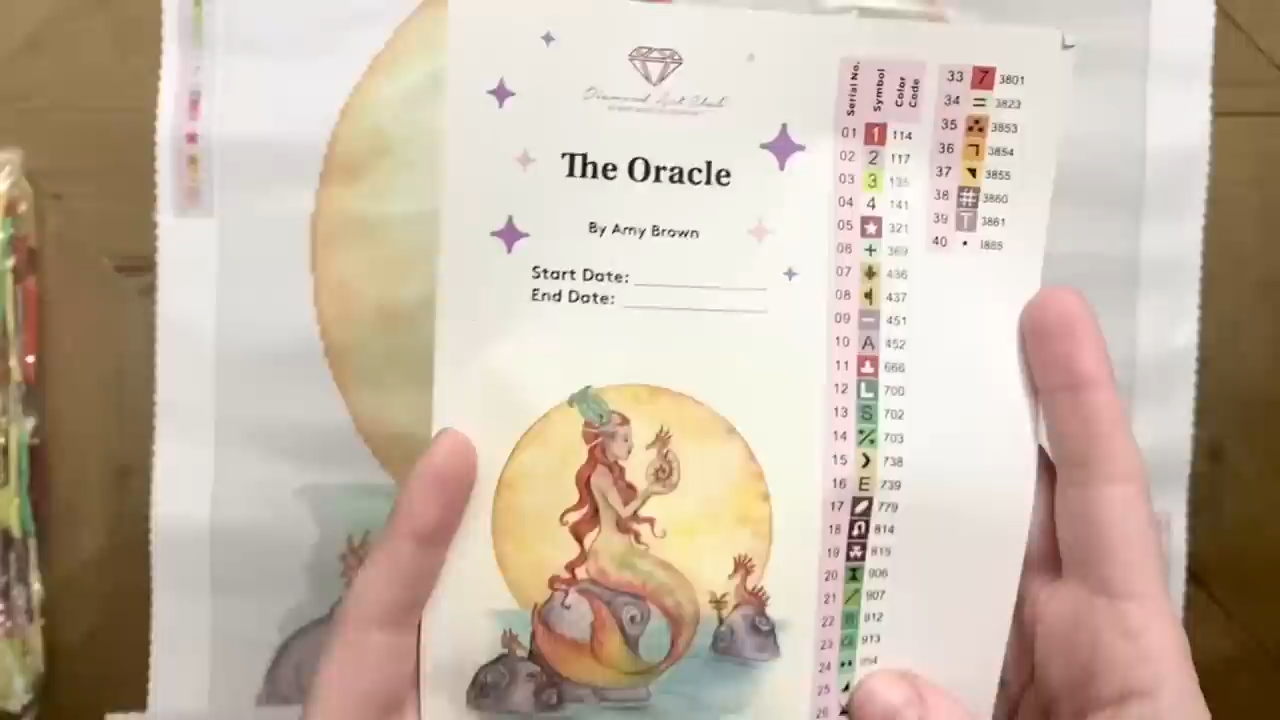 Diamond Art Club
The Oracle
By Amy Brown
Start Date:
End Date:
Serial No. Symbol Color Code
01 1 114
02 2 117
03 3 135
04 4 141
05 ★ 321
06 + 369
07 436
08 437
09 − 451
10 A 452
11 666
12 L 700
13 S 702
14 703
15 738
16 E 739
17 779
18 814
19 815
20 906
21 907
22 912
23 913
24
25
26
33 7 3801
34 = 3823
35 3853
36 3854
37 3855
38 # 3860
39 T 3861
40 •